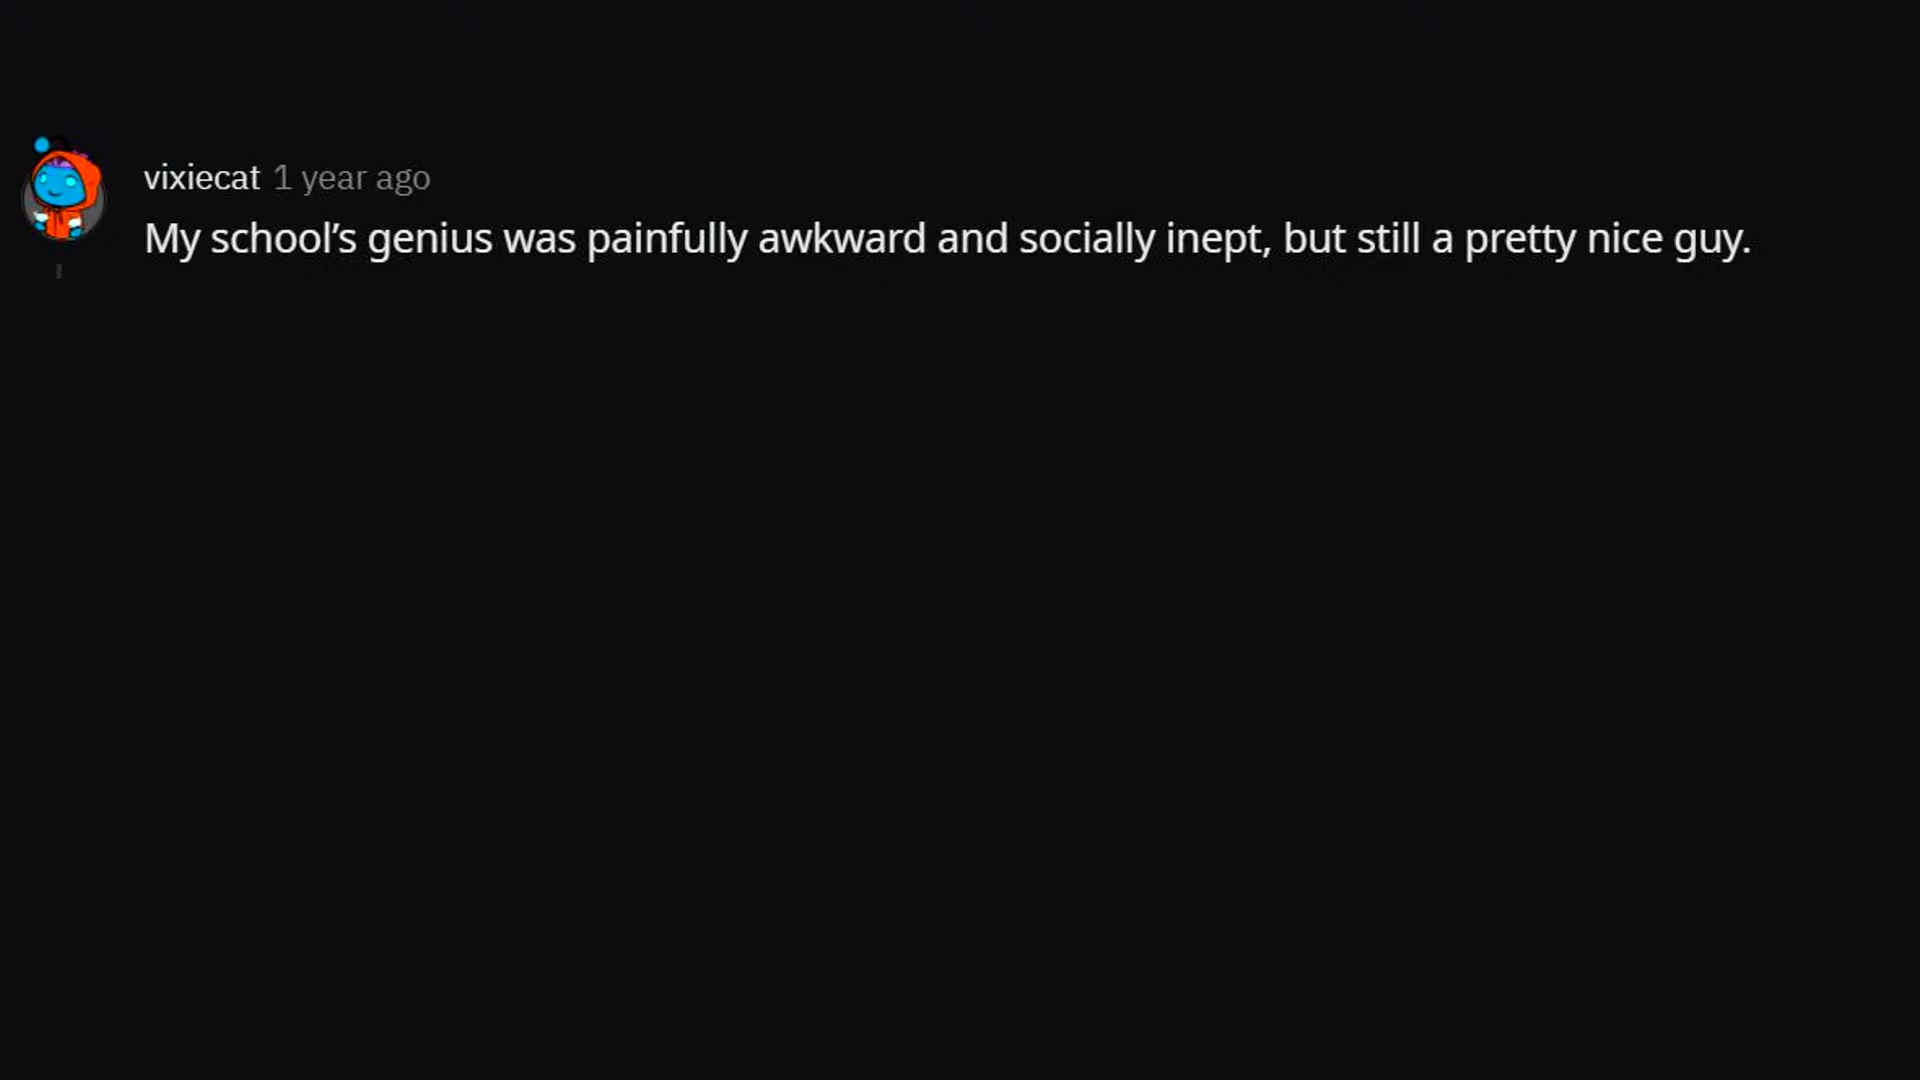 vixiecat 1 year ago
My school’s genius was painfully awkward and socially inept, but still a pretty nice guy.